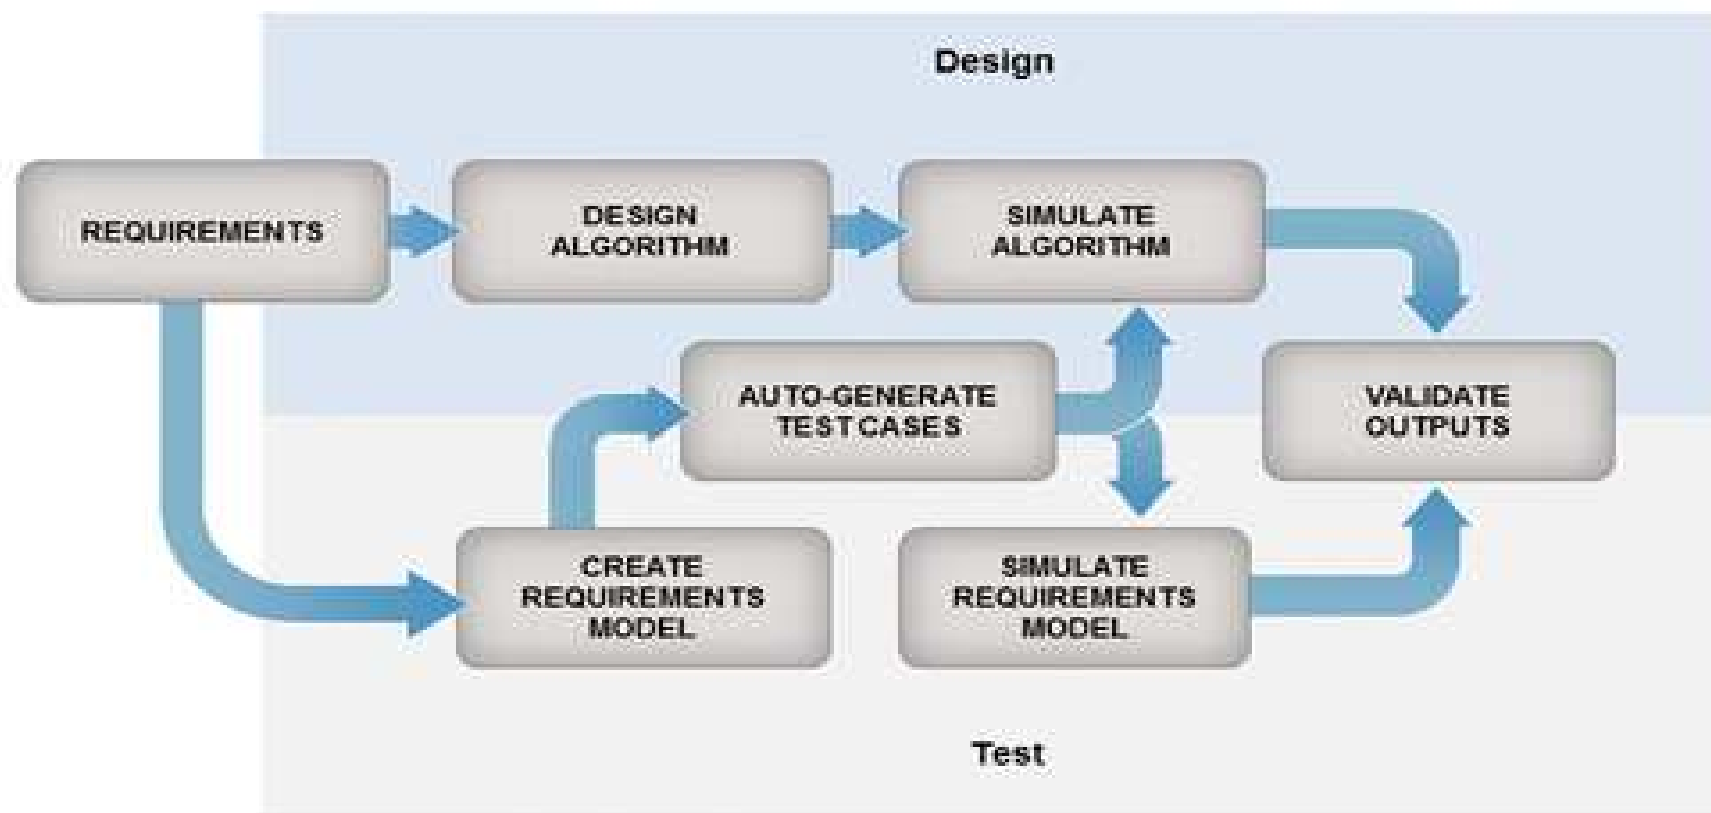 Design
REQUIREMENTS
DESIGN
ALGORITHM
SIMULATE
ALGORITHM
AUTO-GENERATE
TEST CASES
VALIDATE
OUTPUTS
CREATE
REQUIREMENTS
MODEL
SIMULATE
REQUIREMENTS
MODEL
Test